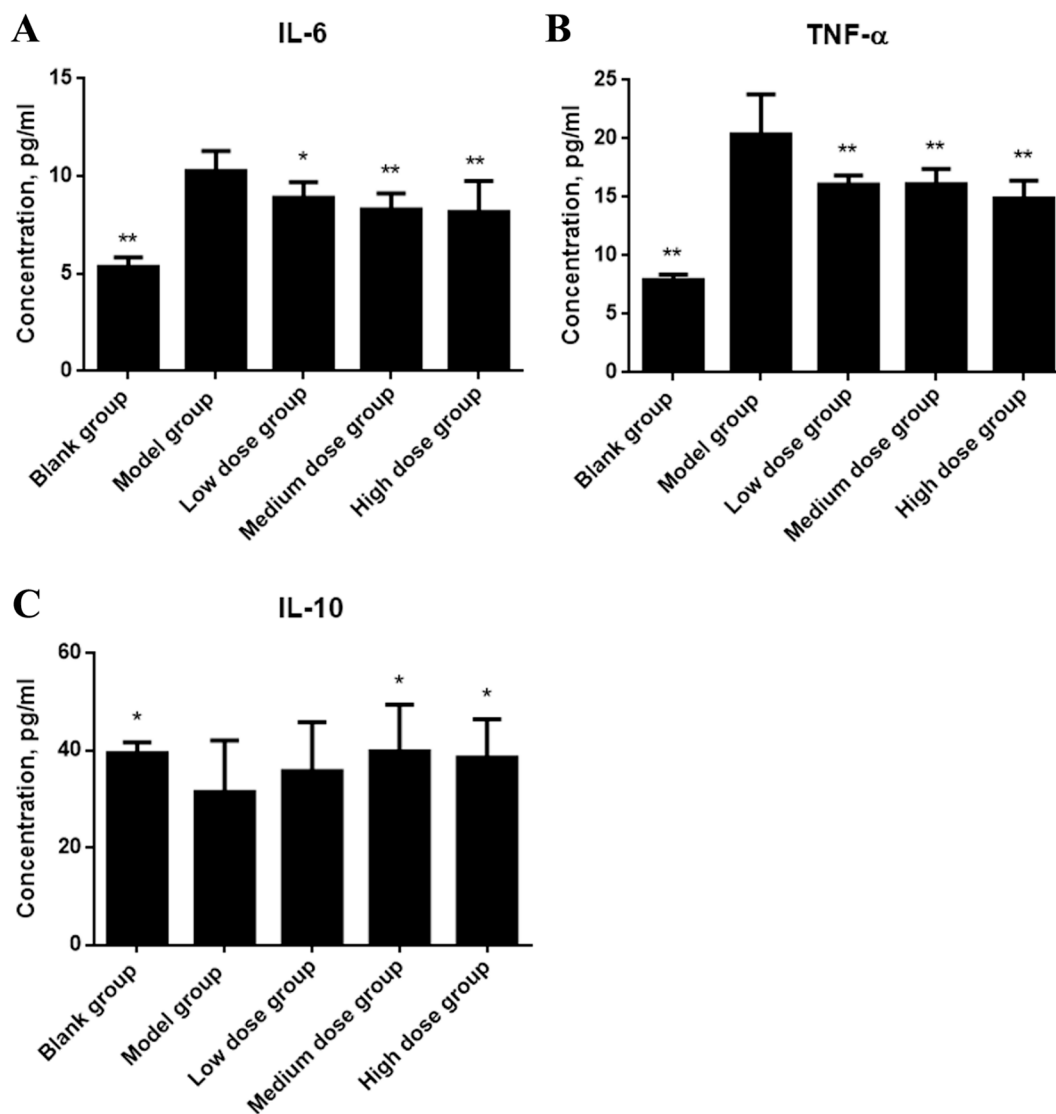 A
IL-6
Concentration, pg/ml
15
10
5
0
**
*
**
**
Blank group
Model group
Low dose group
Medium dose group
High dose group
B
TNF-α
Concentration, pg/ml
25
20
15
10
5
0
**
**
**
**
Blank group
Model group
Low dose group
Medium dose group
High dose group
C
IL-10
Concentration, pg/ml
60
40
20
0
*
*
*
Blank group
Model group
Low dose group
Medium dose group
High dose group